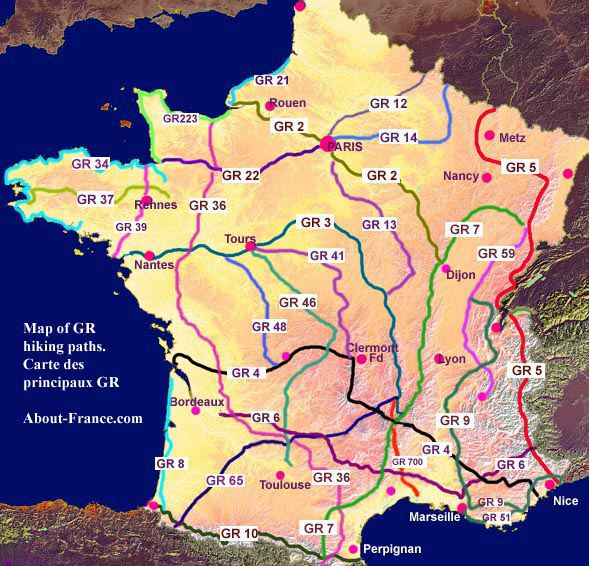 GR 21
Rouen
GR 12
GR223
GR 2
GR 14
Metz
PARIS
GR 34
GR 22
GR 2
Nancy
GR 5
GR 37
Rennes
GR 36
GR 39
GR 3
GR 13
GR 7
Tours
GR 41
GR 59
Nantes
Dijon
GR 46
Map of GR
hiking paths.
Carte des
principaux GR
About-France.com
GR 48
Clermont
Fd
Lyon
GR 4
GR 5
Bordeaux
GR 6
GR 9
GR 4
GR 8
GR 65
GR 36
GR 700
GR 6
Toulouse
Nice
GR 9
GR 10
GR 7
Marseille
GR 51
Perpignan